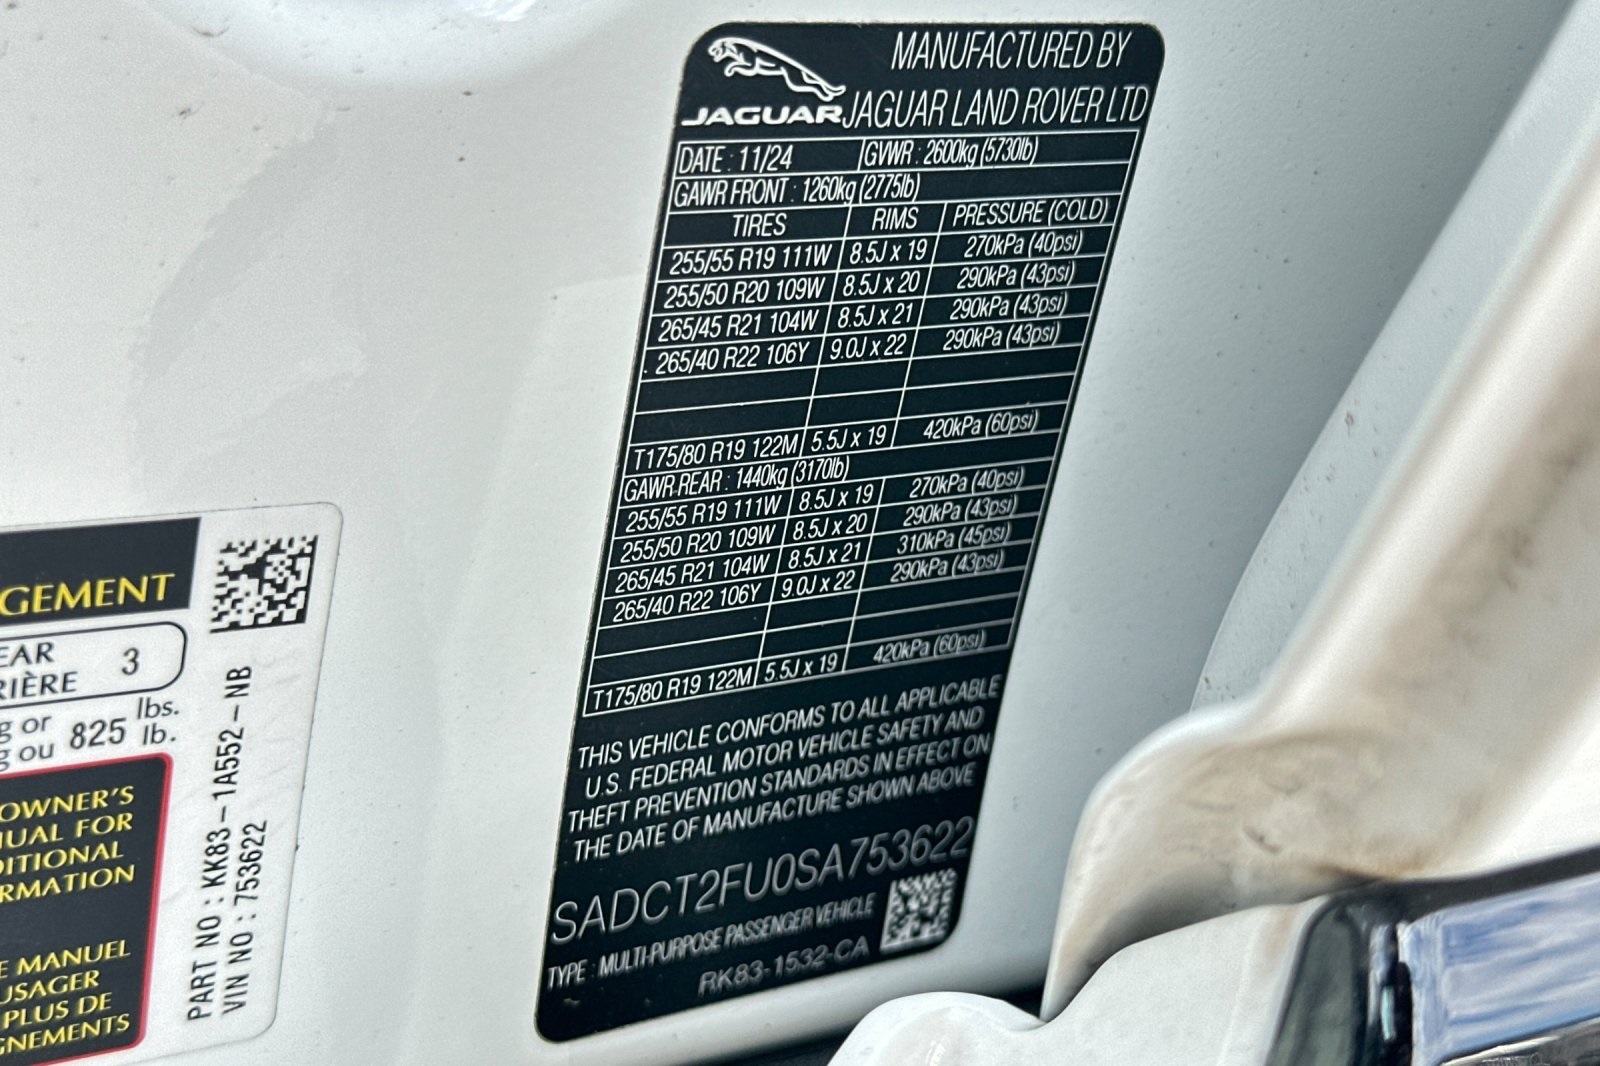 JAGUAR
MANUFACTURED BY
JAGUAR LAND ROVER LTD
DATE : 11/24 GVWR : 2600kg (5730lb)
GAWR FRONT : 1260kg (2775lb)
TIRES RIMS PRESSURE (COLD)
255/55 R19 111W 8.5J x 19 270kPa (40psi)
255/50 R20 109W 8.5J x 20 290kPa (43psi)
265/45 R21 104W 8.5J x 21 290kPa (43psi)
265/40 R22 106Y 9.0J x 22 290kPa (43psi)
T175/80 R19 122M 5.5J x 19 420kPa (60psi)
GAWR REAR : 1440kg (3170lb)
255/55 R19 111W 8.5J x 19 270kPa (40psi)
255/50 R20 109W 8.5J x 20 290kPa (43psi)
265/45 R21 104W 8.5J x 21 310kPa (45psi)
265/40 R22 106Y 9.0J x 22 290kPa (43psi)
T175/80 R19 122M 5.5J x 19 420kPa (60psi)
THIS VEHICLE CONFORMS TO ALL APPLICABLE
U.S. FEDERAL MOTOR VEHICLE SAFETY AND
THEFT PREVENTION STANDARDS IN EFFECT ON
THE DATE OF MANUFACTURE SHOWN ABOVE
SADCT2FU0SA753622
TYPE : MULTI-PURPOSE PASSENGER VEHICLE
RK83-1532-CA
GEMENT
EAR
RIÈRE 3
g or
g ou 825 lbs.
lb.
OWNER'S
NUAL FOR
DITIONAL
RMATION
E MANUEL
USAGER
PLUS DE
GNEMENTS
PART NO : KK83-1A552-NB
VIN NO : 753622